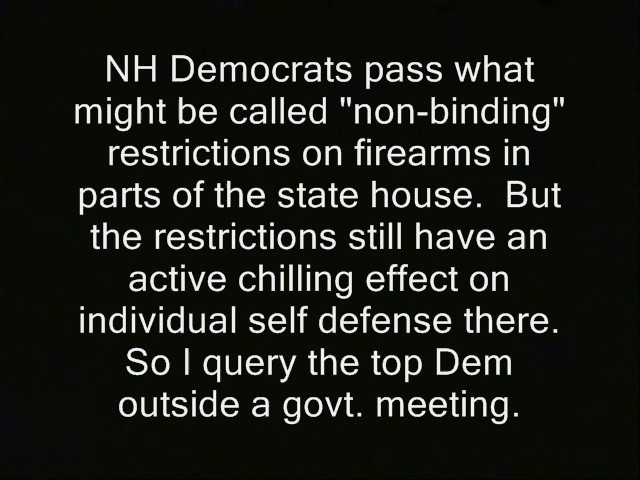 NH Democrats pass what
might be called "non-binding"
restrictions on firearms in
parts of the state house.  But
the restrictions still have an
active chilling effect on
individual self defense there.
So I query the top Dem
outside a govt. meeting.